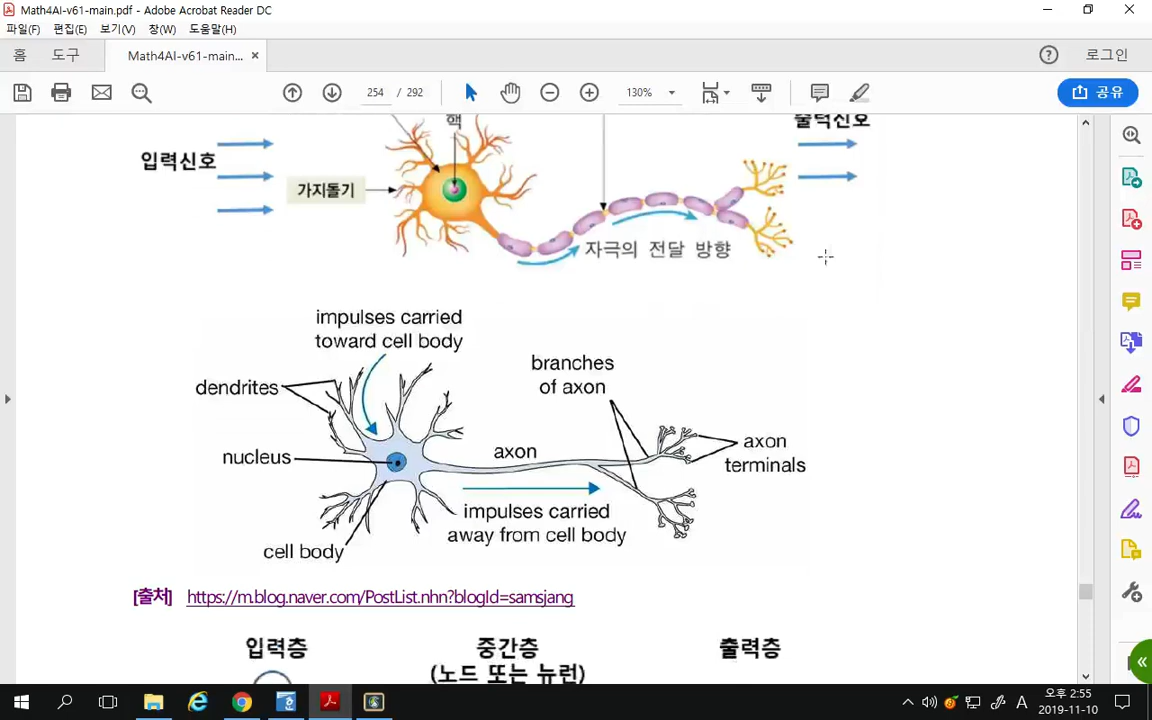 Math4AI-v61-main.pdf - Adobe Acrobat Reader DC
파일(F) 편집(E) 보기(V) 창(W) 도움말(H)
홈 도구 Math4AI-v61-main... × 로그인
254 / 292 130% 공유
핵 출력신호
입력신호
가지돌기
자극의 전달 방향
impulses carried
toward cell body
branches
of axon
dendrites
axon
terminals
nucleus
axon
impulses carried
away from cell body
cell body
[출처] https://m.blog.naver.com/PostList.nhn?blogId=samsjang
입력층 중간층 출력층
(노드 또는 뉴런)
A 오후 2:55
2019-11-10